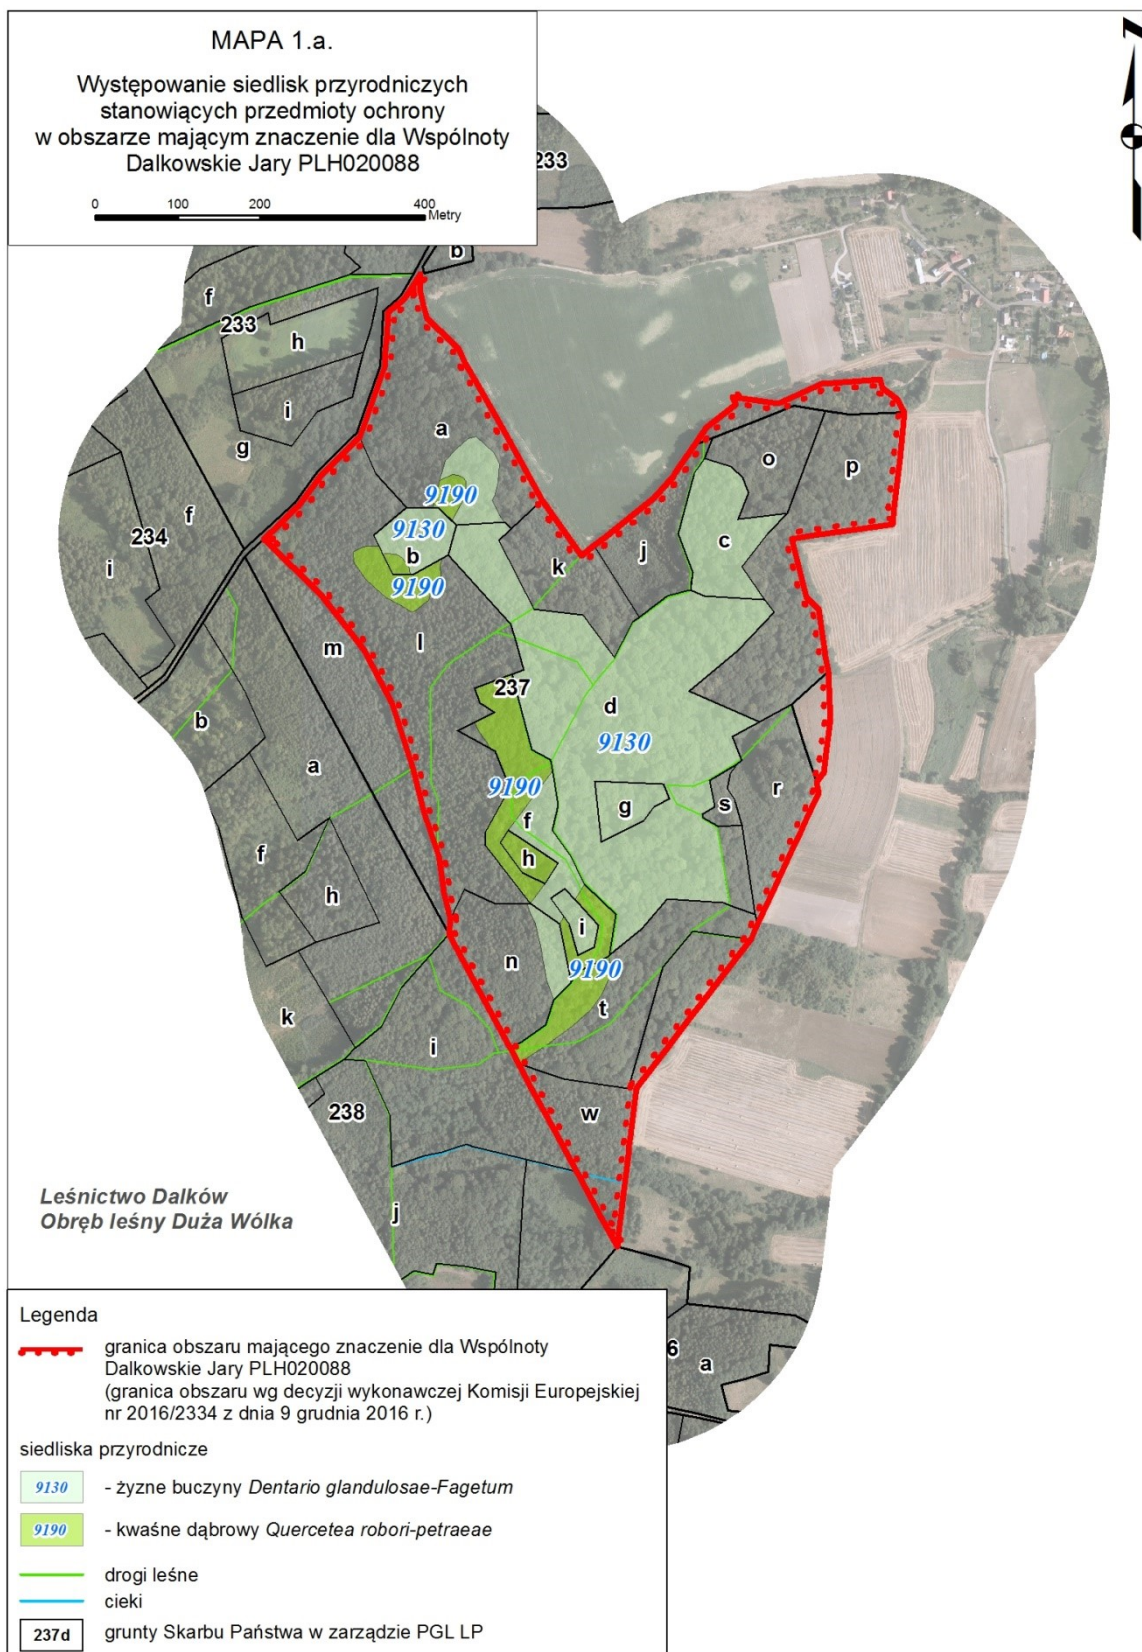 MAPA 1.a.
Występowanie siedlisk przyrodniczych
stanowiących przedmioty ochrony
w obszarze mającym znaczenie dla Wspólnoty
Dalkowskie Jary PLH020088
0 100 200 400
Metry
233
b
f
233
h
i
g
f
234
i
a
o
p
9190
9130
b
9190
c
j
k
l
m
237
d
9130
b
a
9190
g
s
r
f
f
h
h
i
n
9190
t
k
i
238
w
j
Leśnictwo Dalków
Obręb leśny Duża Wólka
6
a
Legenda
granica obszaru mającego znaczenie dla Wspólnoty
Dalkowskie Jary PLH020088
(granica obszaru wg decyzji wykonawczej Komisji Europejskiej
nr 2016/2334 z dnia 9 grudnia 2016 r.)
siedliska przyrodnicze
9130 - żyzne buczyny Dentario glandulosae-Fagetum
9190 - kwaśne dąbrowy Quercetea robori-petraeae
drogi leśne
cieki
237d grunty Skarbu Państwa w zarządzie PGL LP